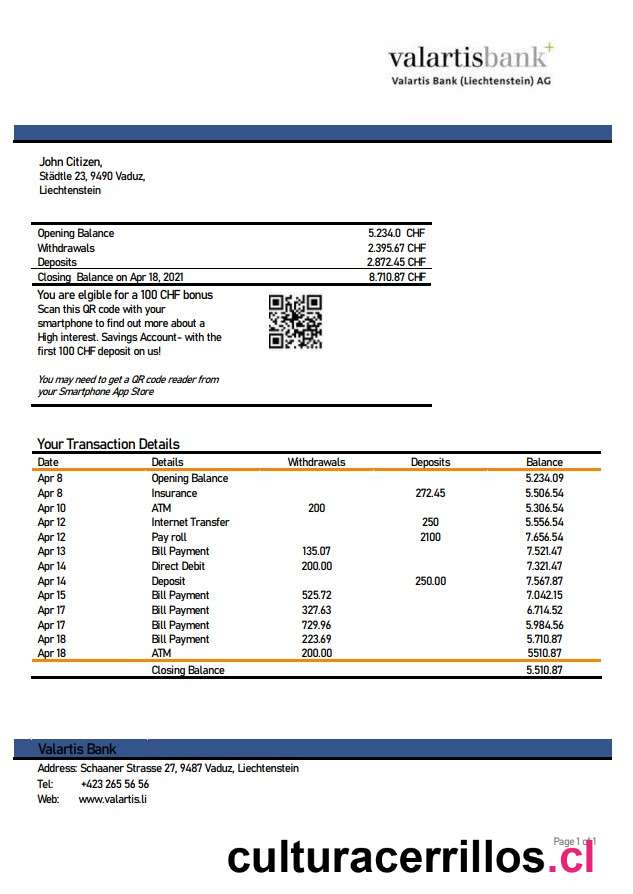 valartisbank+
Valartis Bank (Liechtenstein) AG
John Citizen,
Städtle 23, 9490 Vaduz,
Liechtenstein
Opening Balance 5.234.0 CHF
Withdrawals 2.395.67 CHF
Deposits 2.872.45 CHF
Closing Balance on Apr 18, 2021 8.710.87 CHF
You are elgible for a 100 CHF bonus
Scan this QR code with your
smartphone to find out more about a
High interest. Savings Account- with the
first 100 CHF deposit on us!
You may need to get a QR code reader from
your Smartphone App Store
Your Transaction Details
Date Details Withdrawals Deposits Balance
Apr 8 Opening Balance 5.234.09
Apr 8 Insurance 272.45 5.506.54
Apr 10 ATM 200 5.306.54
Apr 12 Internet Transfer 250 5.556.54
Apr 12 Pay roll 2100 7.656.54
Apr 13 Bill Payment 135.07 7.521.47
Apr 14 Direct Debit 200.00 7.321.47
Apr 14 Deposit 250.00 7.567.87
Apr 15 Bill Payment 525.72 7.042.15
Apr 17 Bill Payment 327.63 6.714.52
Apr 17 Bill Payment 729.96 5.984.56
Apr 18 Bill Payment 223.69 5.710.87
Apr 18 ATM 200.00 5510.87
Closing Balance 5.510.87
Valartis Bank
Address: Schaaner Strasse 27, 9487 Vaduz, Liechtenstein
Tel: +423 265 56 56
Web: www.valartis.li
Page 1 of 1
culturacerrillos.cl